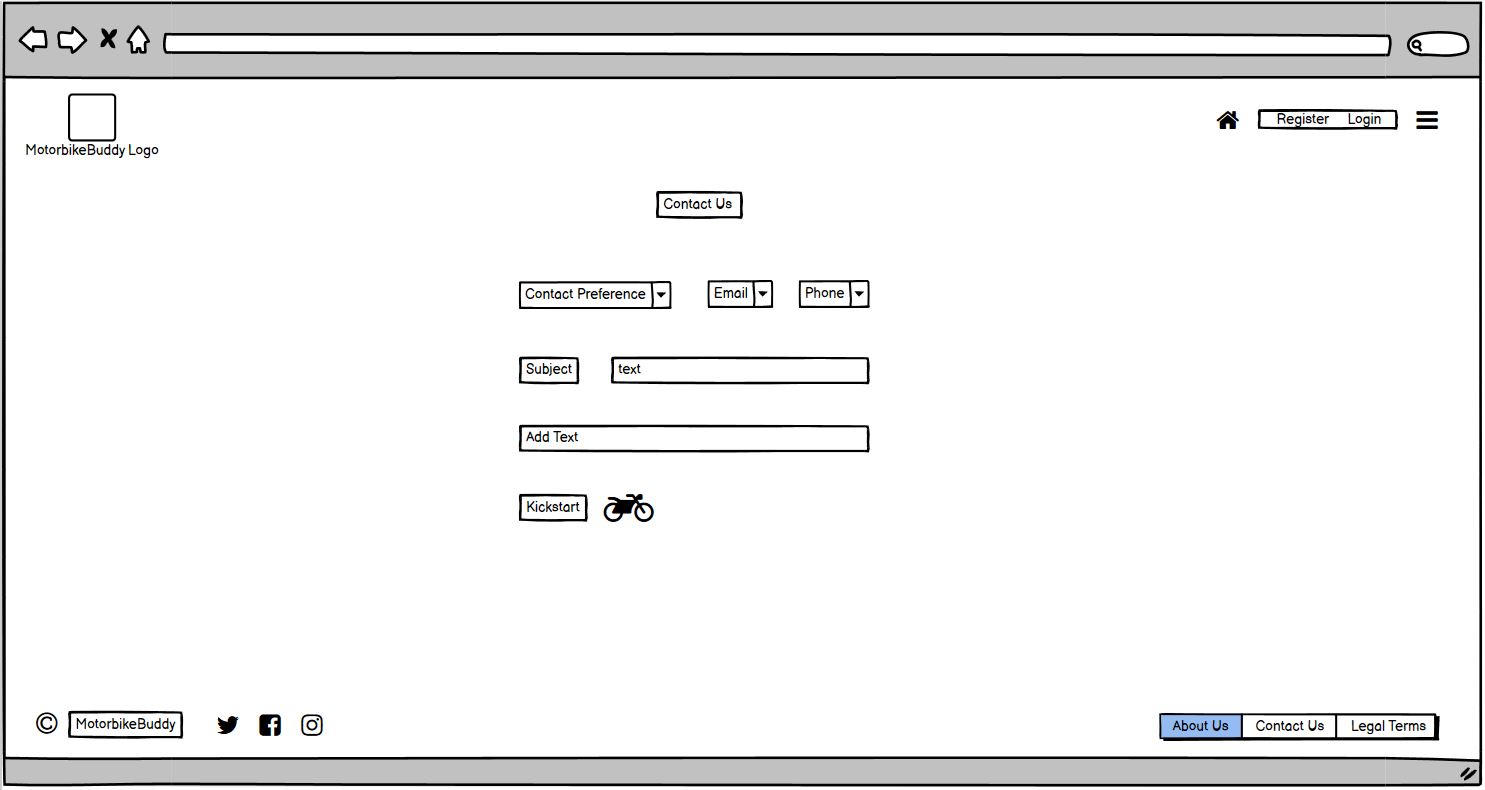 Register Login
MotorbikeBuddy Logo
Contact Us
Contact Preference Email Phone
Subject text
Add Text
Kickstart
© MotorbikeBuddy About Us Contact Us Legal Terms